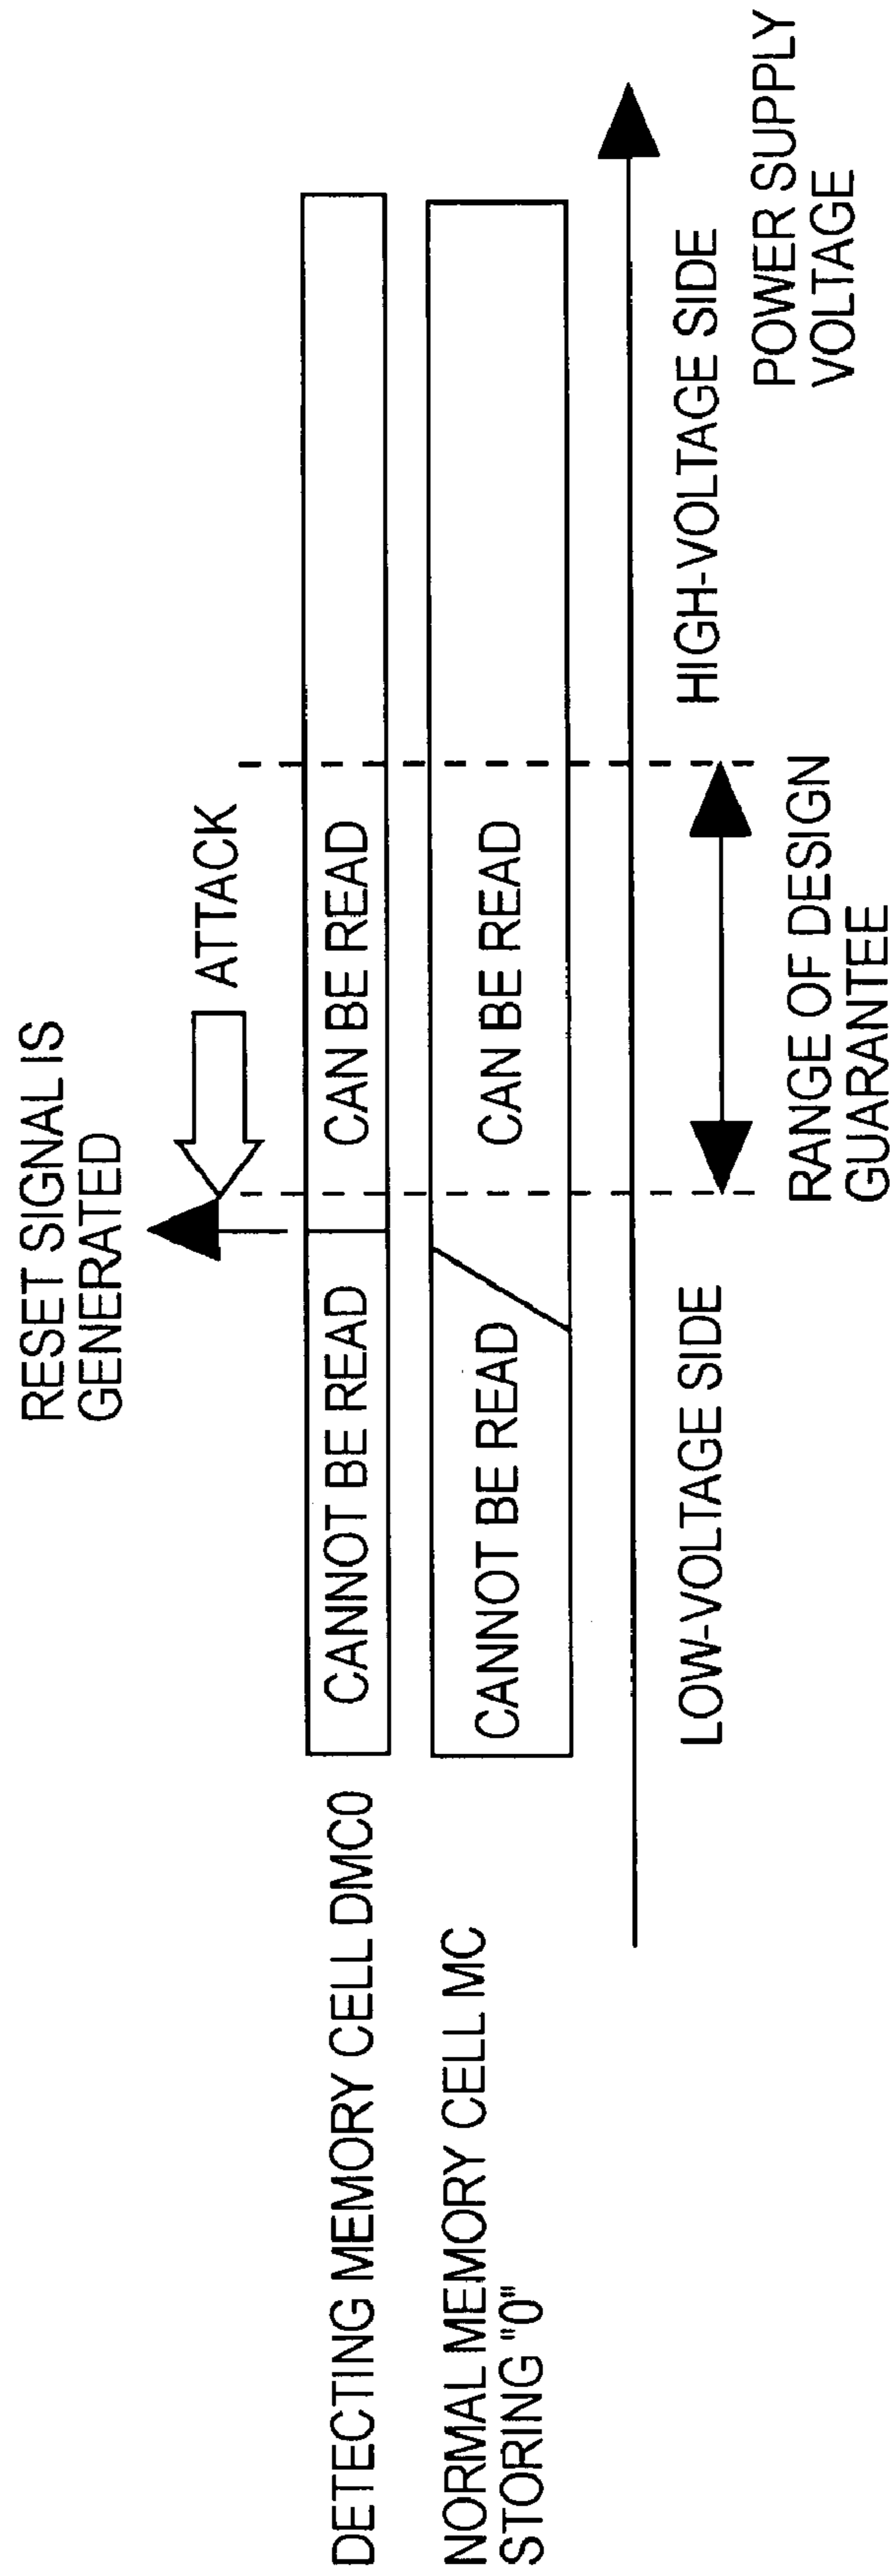 RESET SIGNAL IS
GENERATED
ATTACK
DETECTING MEMORY CELL DMC0
CANNOT BE READ
CAN BE READ
NORMAL MEMORY CELL MC
STORING "0"
CANNOT BE READ
CAN BE READ
LOW-VOLTAGE SIDE
HIGH-VOLTAGE SIDE
RANGE OF DESIGN
GUARANTEE
POWER SUPPLY
VOLTAGE